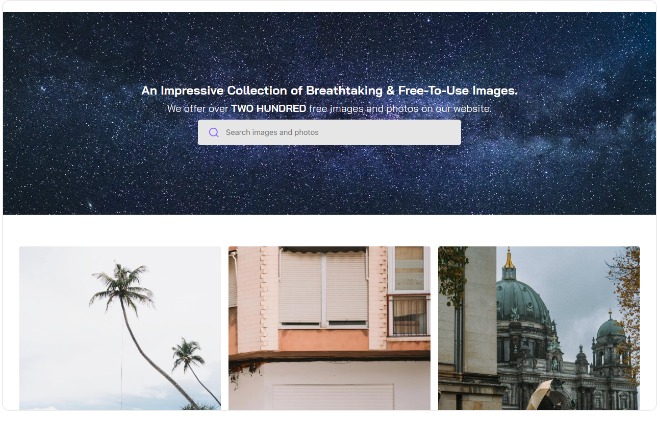 An Impressive Collection of Breathtaking & Free-To-Use Images.
We offer over TWO HUNDRED free images and photos on our website.
Search images and photos